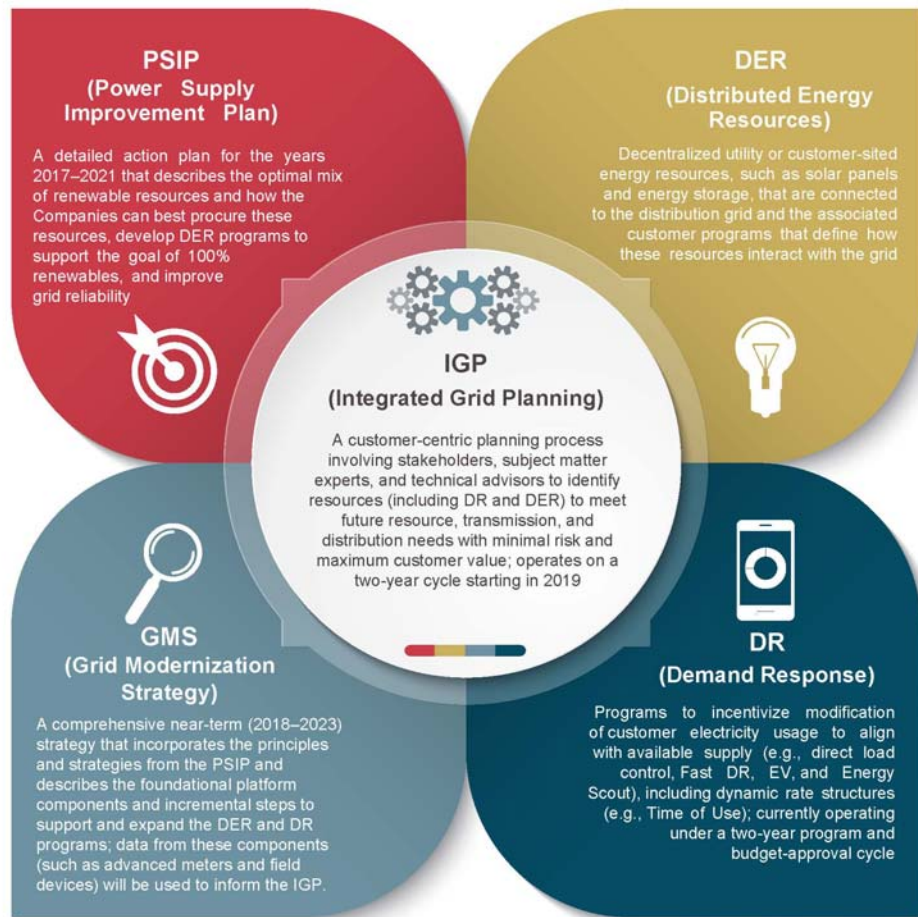 PSIP
(Power Supply
Improvement Plan)
A detailed action plan for the years
2017–2021 that describes the optimal mix
of renewable resources and how the
Companies can best procure these
resources, develop DER programs to
support the goal of 100%
renewables, and improve
grid reliability
DER
(Distributed Energy
Resources)
Decentralized utility or customer-sited
energy resources, such as solar panels
and energy storage, that are connected
to the distribution grid and the associated
customer programs that define how
these resources interact with the grid
IGP
(Integrated Grid Planning)
A customer-centric planning process
involving stakeholders, subject matter
experts, and technical advisors to identify
resources (including DR and DER) to meet
future resource, transmission, and
distribution needs with minimal risk and
maximum customer value; operates on a
two-year cycle starting in 2019
GMS
(Grid Modernization
Strategy)
A comprehensive near-term (2018–2023)
strategy that incorporates the principles
and strategies from the PSIP and
describes the foundational platform
components and incremental steps to
support and expand the DER and DR
programs; data from these components
(such as advanced meters and field
devices) will be used to inform the IGP.
DR
(Demand Response)
Programs to incentivize modification
of customer electricity usage to align
with available supply (e.g., direct load
control, Fast DR, EV, and Energy
Scout), including dynamic rate structures
(e.g., Time of Use); currently operating
under a two-year program and
budget-approval cycle